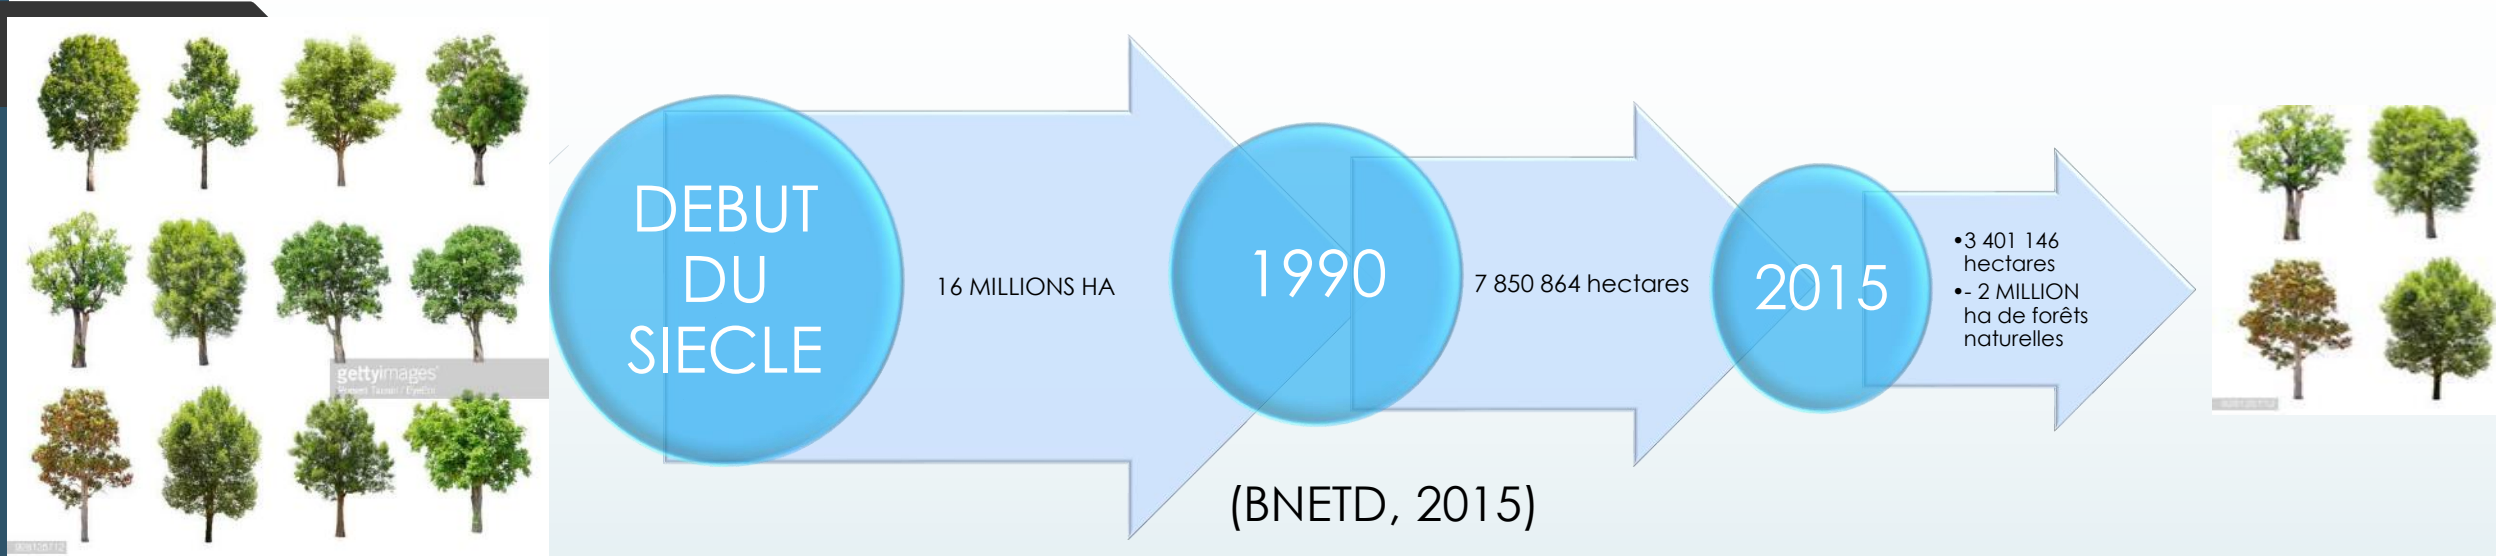 DEBUT
DU
SIECLE
16 MILLIONS HA
1990
7 850 864 hectares
2015
•3 401 146
hectares
•- 2 MILLION
ha de forêts
naturelles
gettyimages®
(BNETD, 2015)